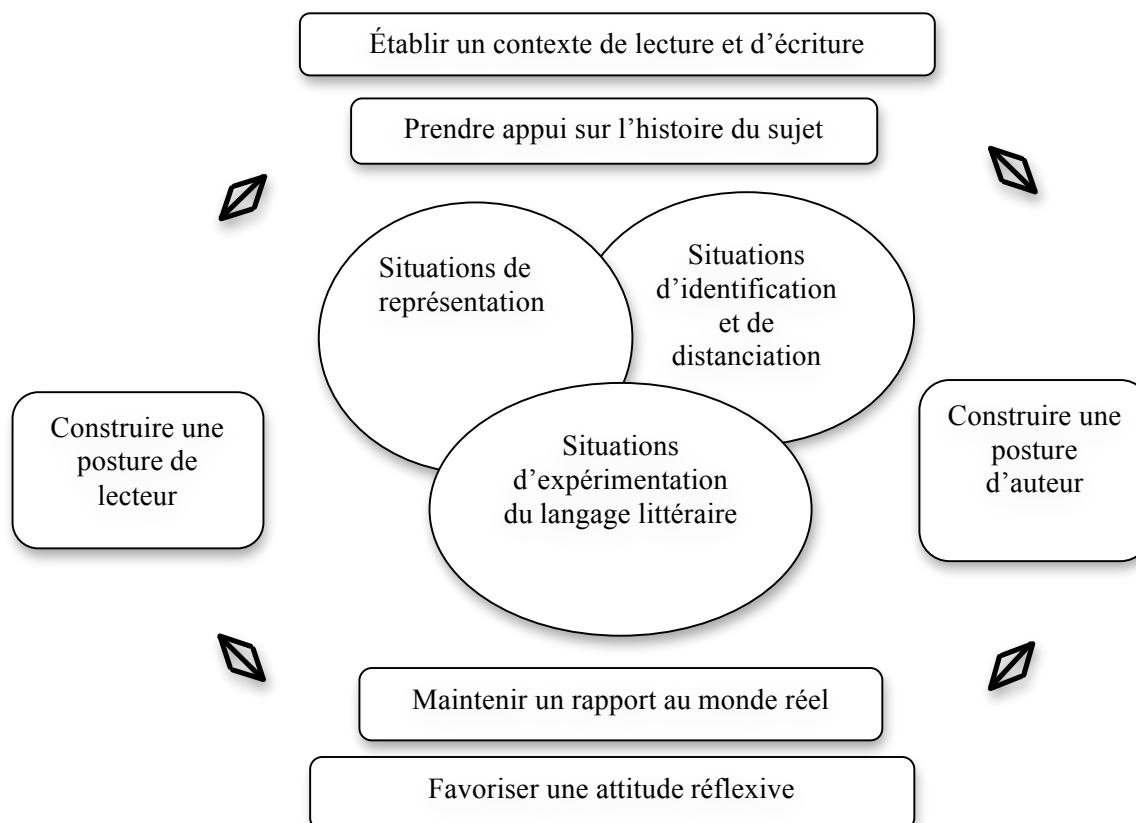 Établir un contexte de lecture et d’écriture
Prendre appui sur l’histoire du sujet
Situations de
représentation
Situations
d’identification
et de
distanciation
Construire une
posture de
lecteur
Situations
d’expérimentation
du langage littéraire
Construire une
posture
d’auteur
Maintenir un rapport au monde réel
Favoriser une attitude réflexive